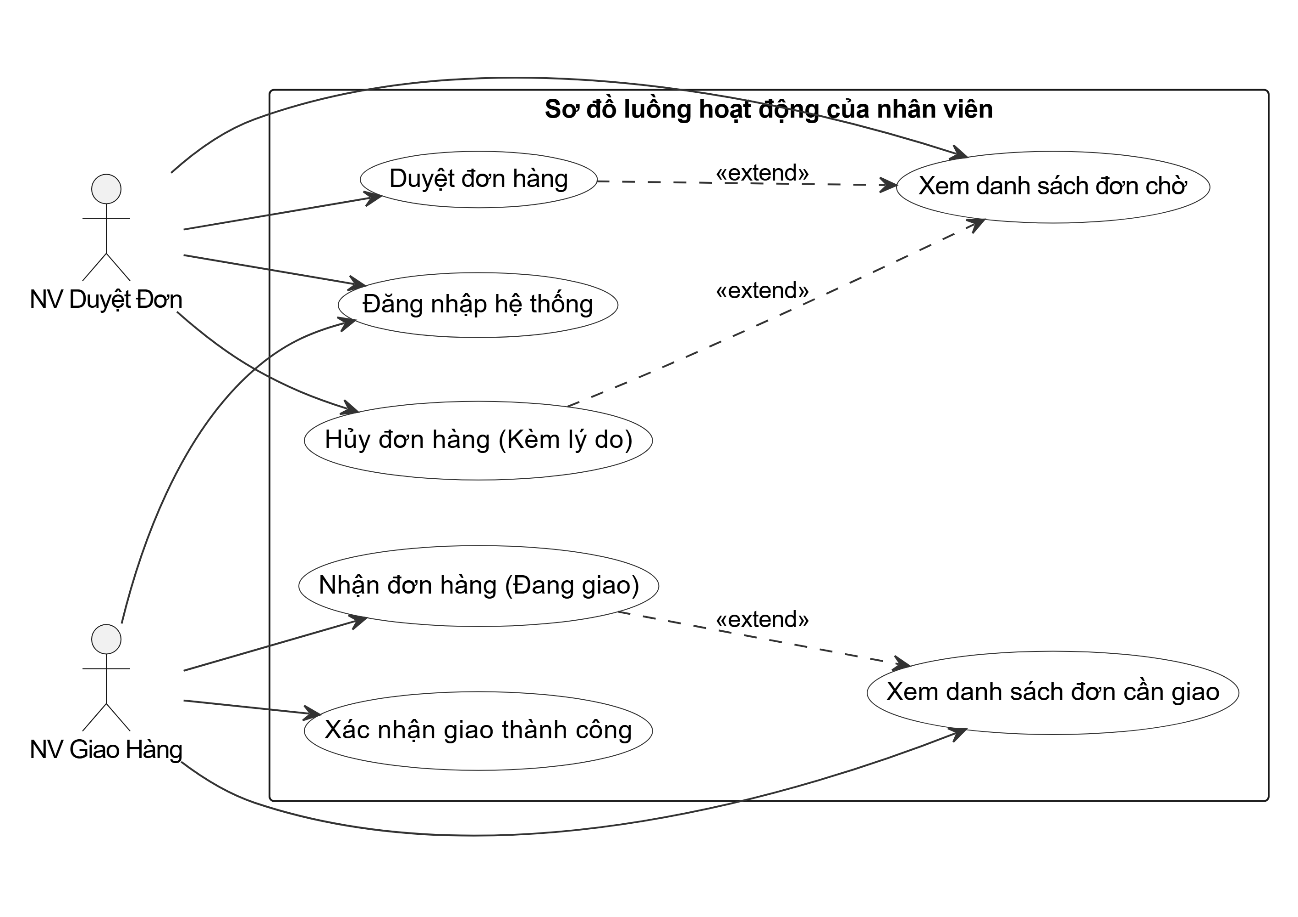 Sơ đồ luồng hoạt động của nhân viên
Duyệt đơn hàng
«extend»
Xem danh sách đơn chờ
NV Duyệt Đơn
Đăng nhập hệ thống
«extend»
Hủy đơn hàng (Kèm lý do)
Nhận đơn hàng (Đang giao)
«extend»
Xem danh sách đơn cần giao
NV Giao Hàng
Xác nhận giao thành công